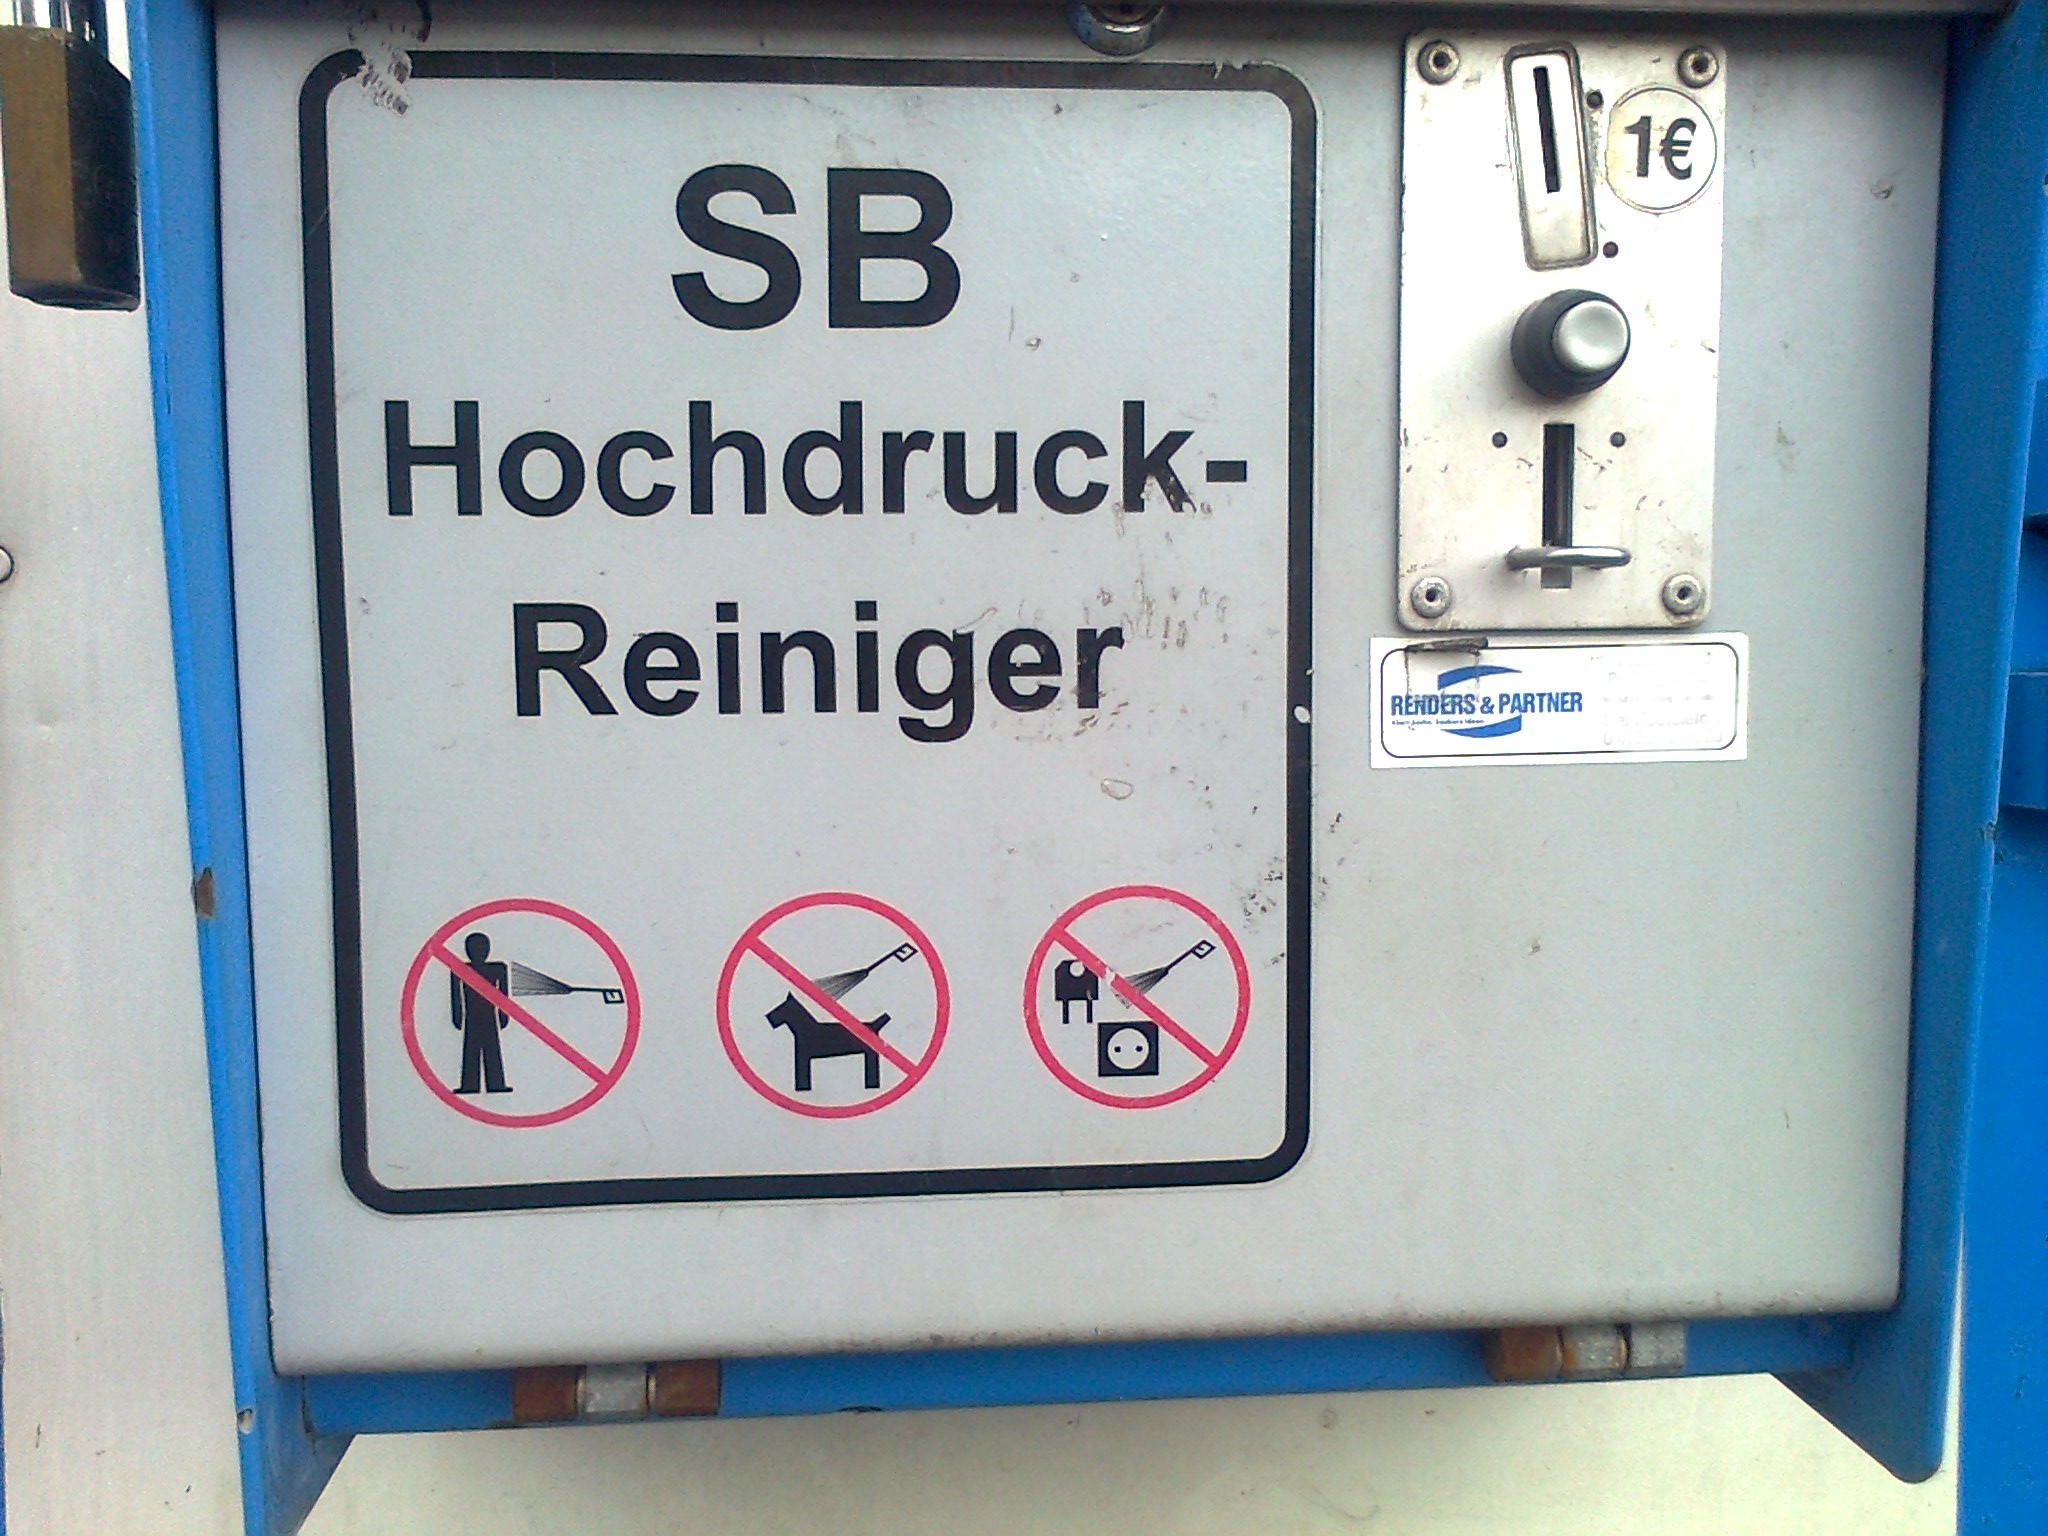 SB
Hochdruck-
Reiniger
1€
RENDERS & PARTNER